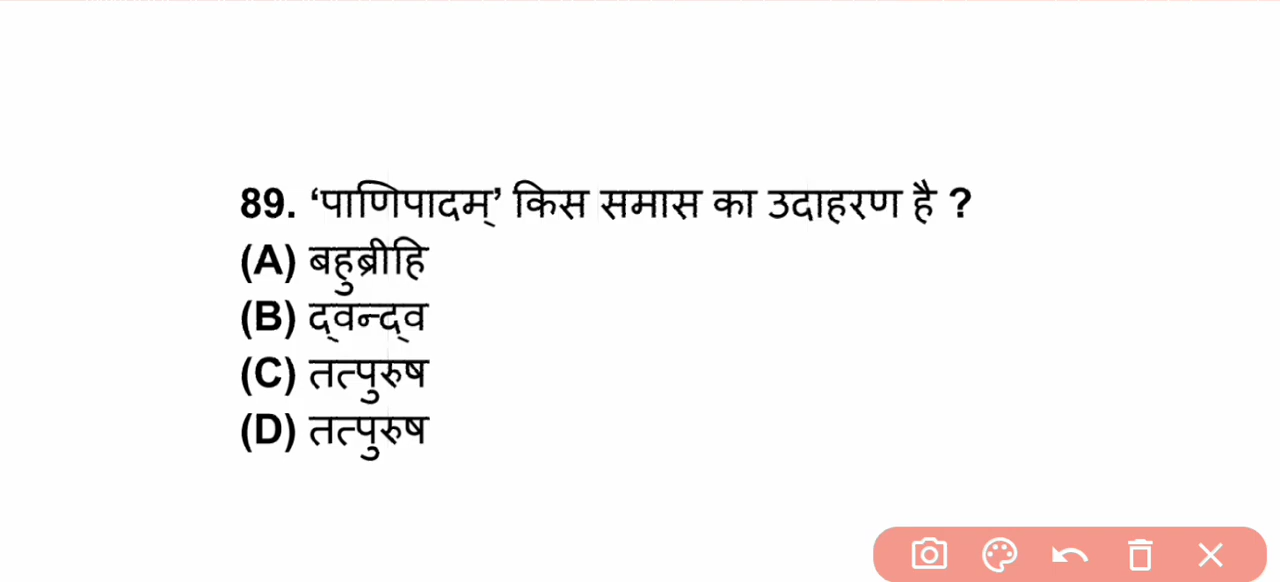 89. ‘पाणिपादम्’ किस समास का उदाहरण है ?
(A) बहुब्रीहि
(B) द्वन्द्व
(C) तत्पुरुष
(D) तत्पुरुष